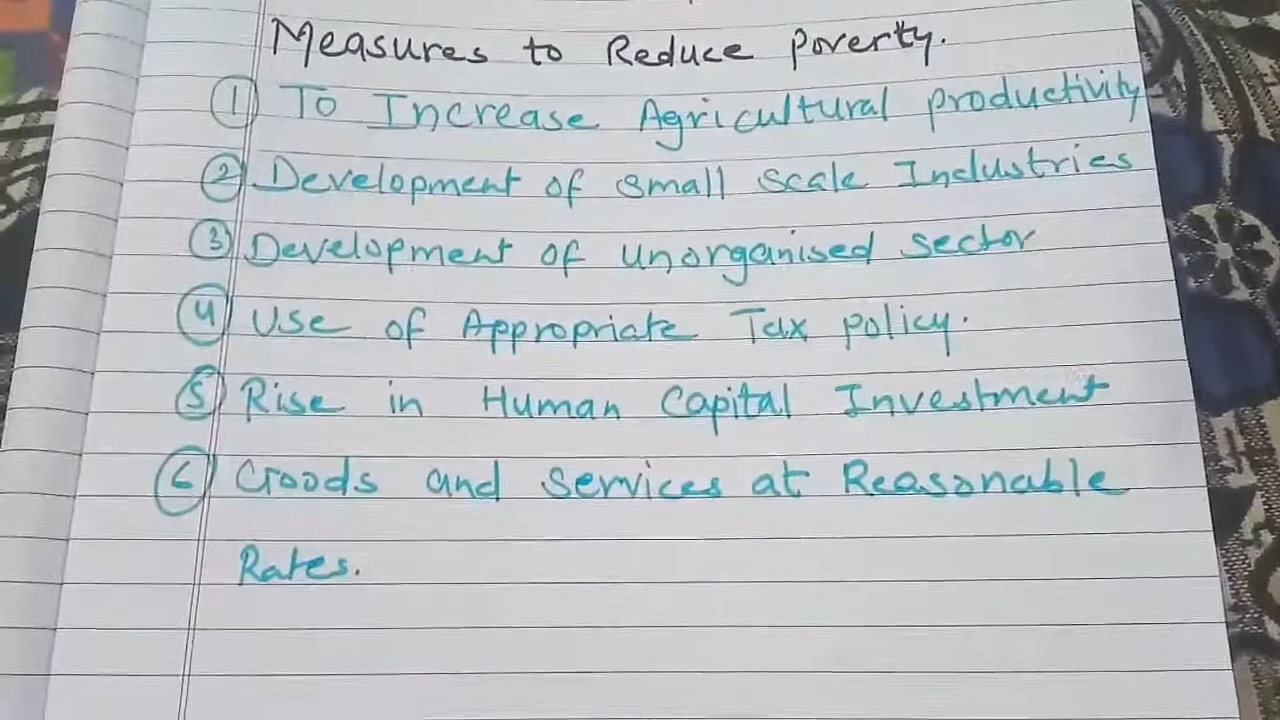 Measures to Reduce Poverty.
① To Increase Agricultural productivity
② Development of small scale Industries
③ Development of unorganised sector
④ Use of Appropriate Tax policy.
⑤ Rise in Human Capital Investment
⑥ Goods and services at Reasonable
Rates.